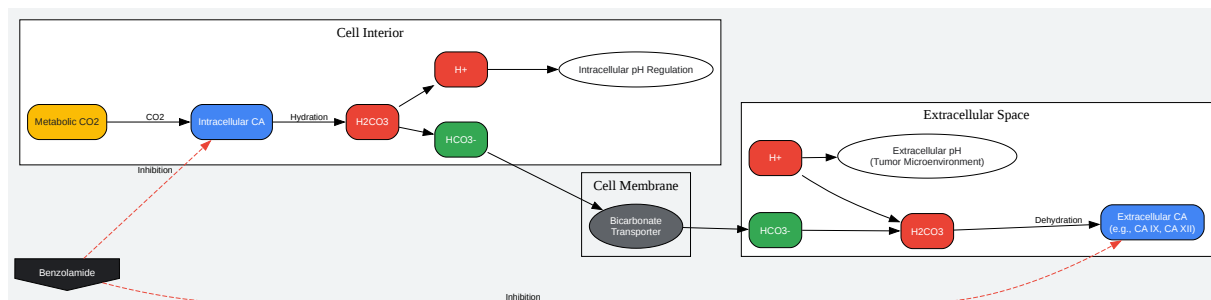 Cell Interior
H+
Intracellular pH Regulation
Metabolic CO2
CO2
Intracellular CA
Hydration
H2CO3
HCO3-
Inhibition
Cell Membrane
Bicarbonate
Transporter
Extracellular Space
H+
Extracellular pH
(Tumor Microenvironment)
HCO3-
H2CO3
Dehydration
Extracellular CA
(e.g., CA IX, CA XII)
Benzolamide
Inhibition